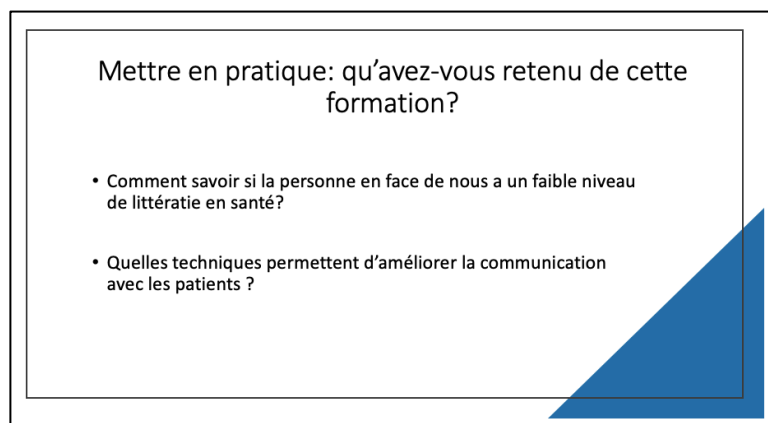 Mettre en pratique: qu’avez-vous retenu de cette
formation?
• Comment savoir si la personne en face de nous a un faible niveau
de littératie en santé?
• Quelles techniques permettent d’améliorer la communication
avec les patients ?